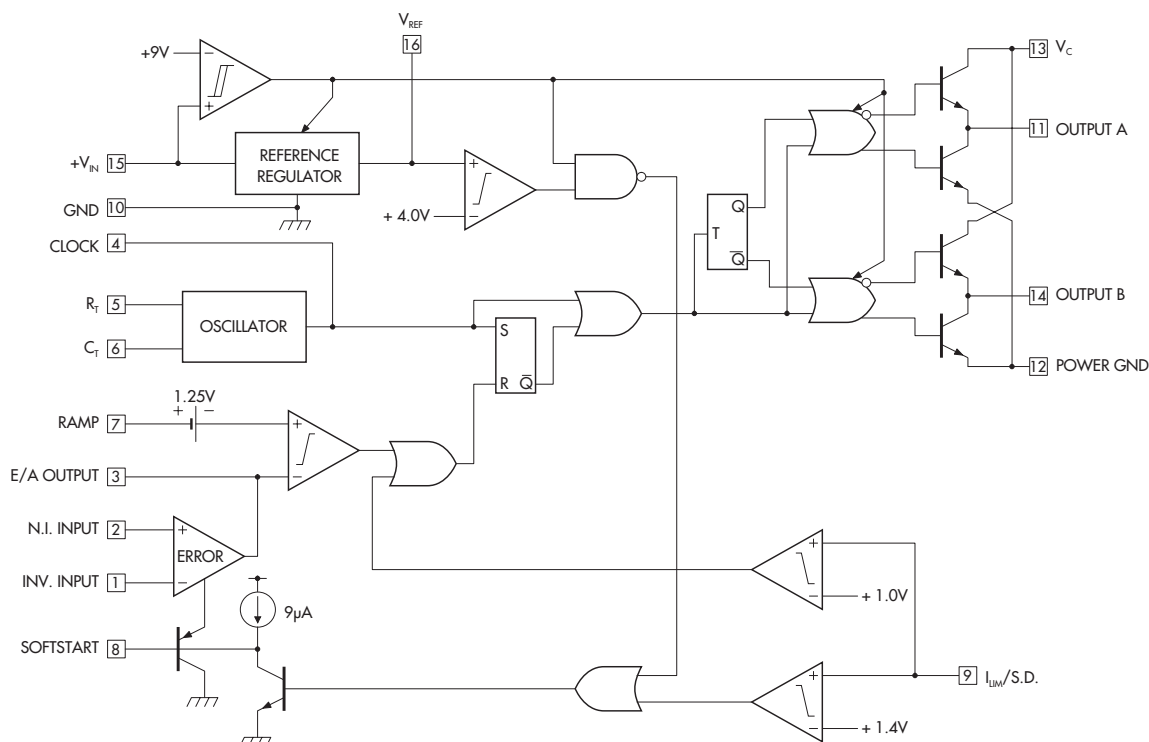 V_REF
16
+9V
−
+
13 V_C
+V_IN 15
REFERENCE
REGULATOR
+
−
+ 4.0V
11 OUTPUT A
GND 10
CLOCK 4
T
Q
Q̅
R_T 5
C_T 6
OSCILLATOR
S
R Q̅
14 OUTPUT B
12 POWER GND
1.25V
+ −
RAMP 7
+
−
E/A OUTPUT 3
N.I. INPUT 2
+
ERROR
−
INV. INPUT 1
9µA
SOFTSTART 8
+
−
+ 1.0V
+
−
+ 1.4V
9 I_LIM/S.D.